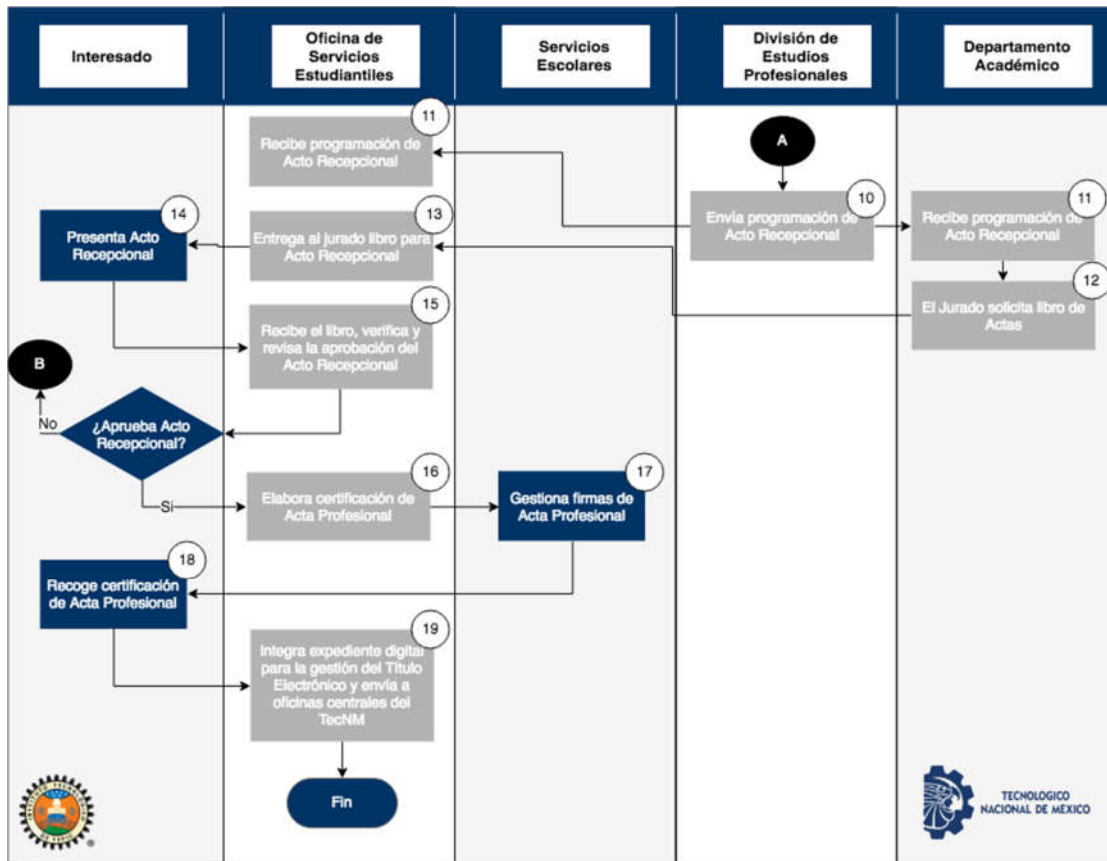 Interesado
Oficina de
Servicios
Estudiantiles
Servicios
Escolares
División de
Estudios
Profesionales
Departamento
Académico
11
Recibe programación de
Acto Recepcional
A
10
Envía programación de
Acto Recepcional
11
Recibe programación de
Acto Recepcional
14
Presenta Acto
Recepcional
13
Entrega al jurado libro para
Acto Recepcional
12
El Jurado solicita libro de
Actas
15
Recibe el libro, verifica y
revisa la aprobación del
Acto Recepcional
B
No
¿Aprueba Acto
Recepcional?
Si
16
Elabora certificación de
Acta Profesional
17
Gestiona firmas de
Acta Profesional
18
Recoge certificación
de Acta Profesional
19
Integra expediente digital
para la gestión del Título
Electrónico y envía a
oficinas centrales del
TecNM
Fin
INSTITUTO TECNOLOGICO
®
TECNOLOGICO
NACIONAL DE MEXICO